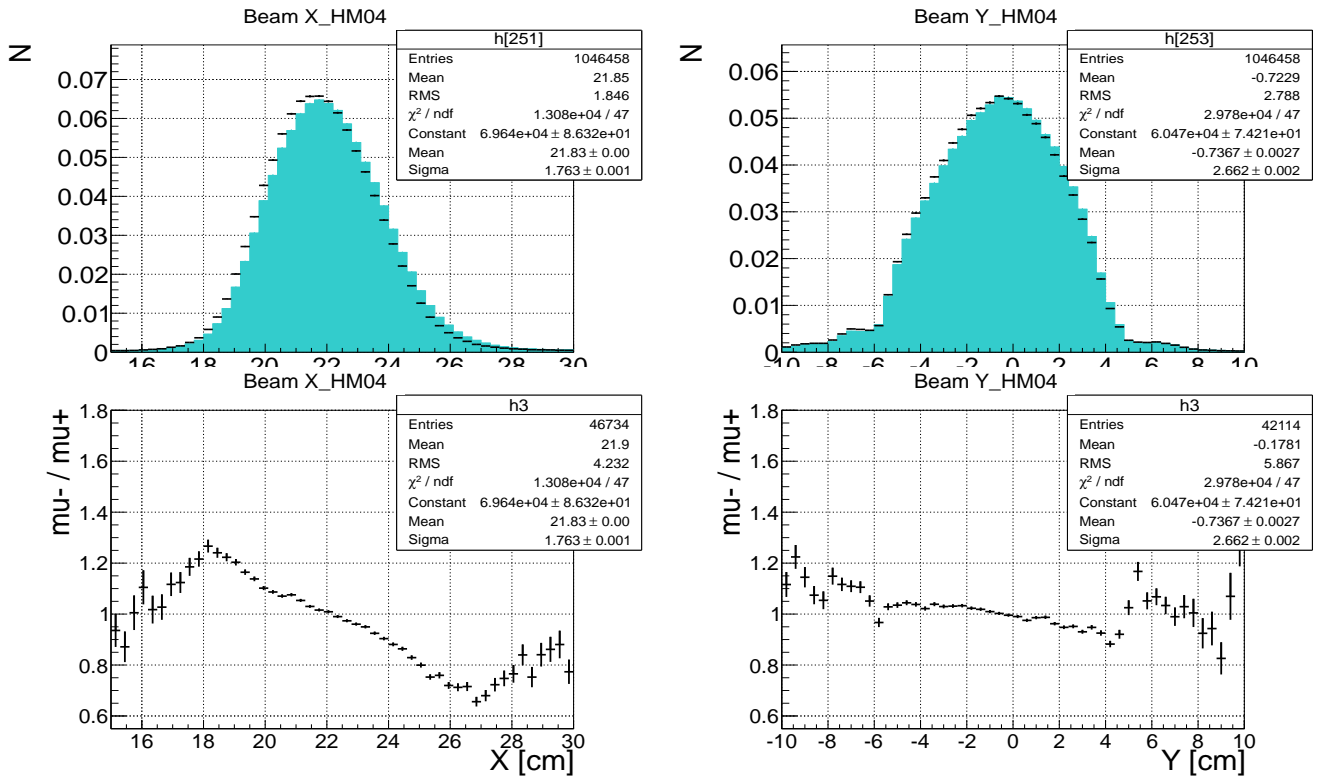 Beam X_HM04
N
h[251]
Entries 1046458
Mean 21.85
RMS 1.846
χ² / ndf 1.308e+04 / 47
Constant 6.964e+04 ± 8.632e+01
Mean 21.83 ± 0.00
Sigma 1.763 ± 0.001
0.07
0.06
0.05
0.04
0.03
0.02
0.01
0
16 18 20 22 24 26 28 30
Beam Y_HM04
N
h[253]
Entries 1046458
Mean -0.7229
RMS 2.788
χ² / ndf 2.978e+04 / 47
Constant 6.047e+04 ± 7.421e+01
Mean -0.7367 ± 0.0027
Sigma 2.662 ± 0.002
0.06
0.05
0.04
0.03
0.02
0.01
0
-10 -8 -6 -4 -2 0 2 4 6 8 10
Beam X_HM04
mu- / mu+
h3
Entries 46734
Mean 21.9
RMS 4.232
χ² / ndf 1.308e+04 / 47
Constant 6.964e+04 ± 8.632e+01
Mean 21.83 ± 0.00
Sigma 1.763 ± 0.001
1.8
1.6
1.4
1.2
1
0.8
0.6
16 18 20 22 24 26 28 30
X [cm]
Beam Y_HM04
mu- / mu+
h3
Entries 42114
Mean -0.1781
RMS 5.867
χ² / ndf 2.978e+04 / 47
Constant 6.047e+04 ± 7.421e+01
Mean -0.7367 ± 0.0027
Sigma 2.662 ± 0.002
1.8
1.6
1.4
1.2
1
0.8
0.6
-10 -8 -6 -4 -2 0 2 4 6 8 10
Y [cm]